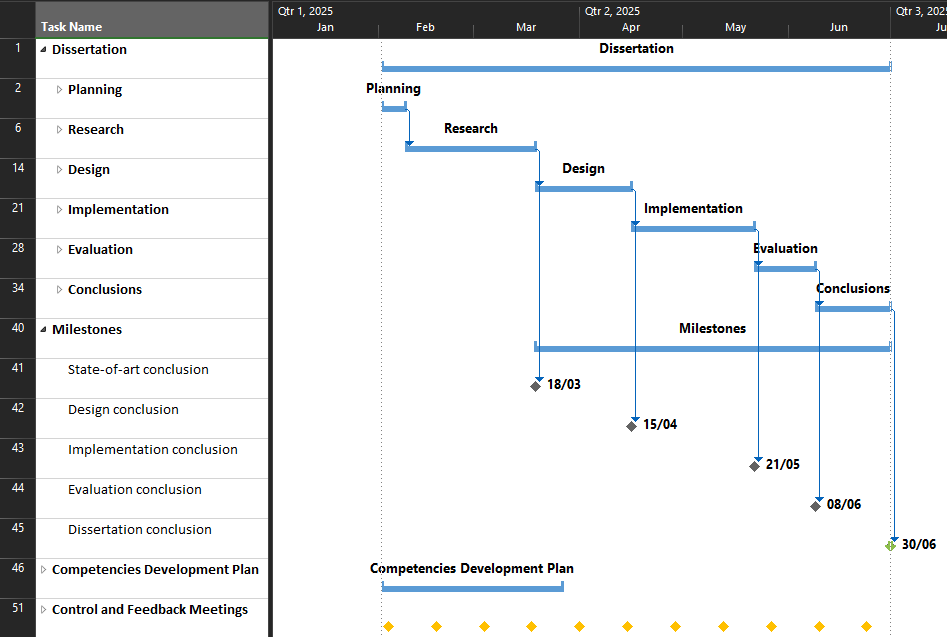 Qtr 1, 2025 Qtr 2, 2025 Qtr 3, 202
Task Name Jan Feb Mar Apr May Jun
1 Dissertation Dissertation
2 Planning Planning
6 Research Research
14 Design Design
21 Implementation Implementation
28 Evaluation Evaluation
34 Conclusions Conclusions
40 Milestones Milestones
41 State-of-art conclusion 18/03
42 Design conclusion 15/04
43 Implementation conclusion 21/05
44 Evaluation conclusion 08/06
45 Dissertation conclusion 30/06
46 Competencies Development Plan Competencies Development Plan
51 Control and Feedback Meetings